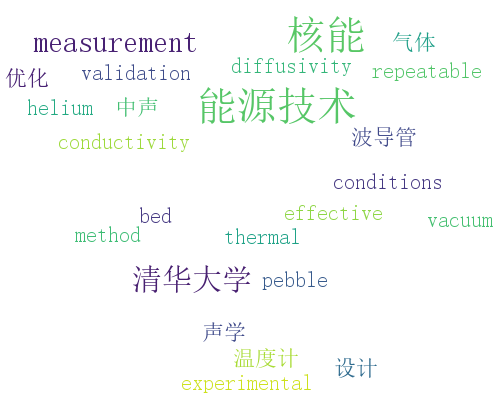 核能
measurement
气体
diffusivity
repeatable
优化
validation
能源技术
helium
中声
波导管
conductivity
conditions
effective
bed
vacuum
method
thermal
清华大学
pebble
声学
温度计
设计
experimental